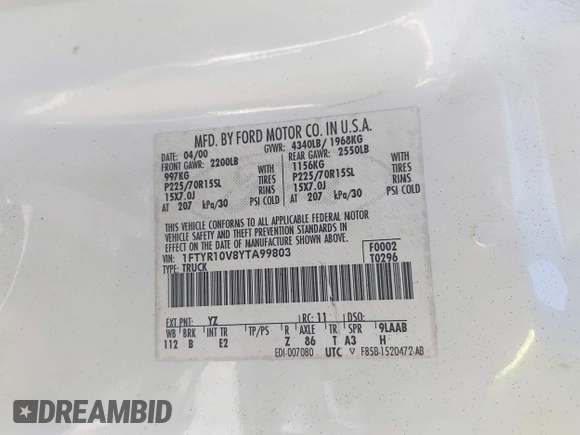 MFD. BY FORD MOTOR CO. IN U.S.A.
DATE: 04/00 GVWR: 4340LB/ 1968KG
FRONT GAWR: 2200LB REAR GAWR: 2550LB
997KG WITH 1156KG WITH
P225/70R15SL TIRES P225/70R15SL TIRES
15X7.0J RIMS 15X7.0J RIMS
AT 207 kPa/30 PSI COLD AT 207 kPa/30 PSI COLD
THIS VEHICLE CONFORMS TO ALL APPLICABLE FEDERAL MOTOR
VEHICLE SAFETY AND THEFT PREVENTION STANDARDS IN
EFFECT ON THE DATE OF MANUFACTURE SHOWN ABOVE.
VIN: 1FTYR10V8YTA99803 F0002
TYPE: TRUCK T0296
EXT PNT: YZ RC: 11 DSO:
WB BRK INT TR TP/PS R AXLE TR SPR 9LAAB
112 B E2 Z 86 T A3 H
EDI-007080 UTC F85B-1520472-AB
DREAMBID